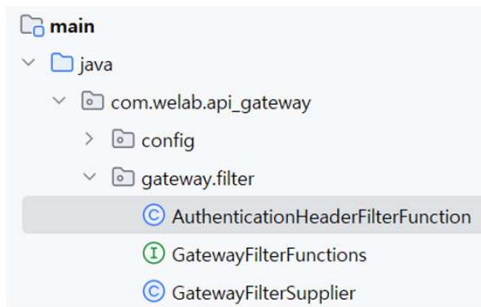 main
java
com.welab.api_gateway
config
gateway.filter
C AuthenticationHeaderFilterFunction
I GatewayFilterFunctions
C GatewayFilterSupplier